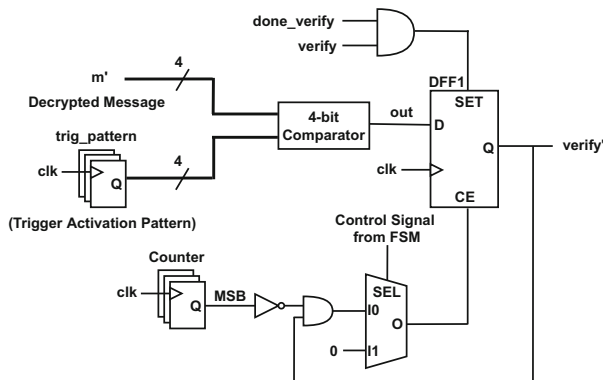 done_verify
verify
4
m'
Decrypted Message
DFF1
SET
4-bit
Comparator
out
D
Q
verify'
trig_pattern
clk
Q
4
clk
CE
(Trigger Activation Pattern)
Control Signal
from FSM
Counter
clk
Q
MSB
SEL
I0
O
0
I1